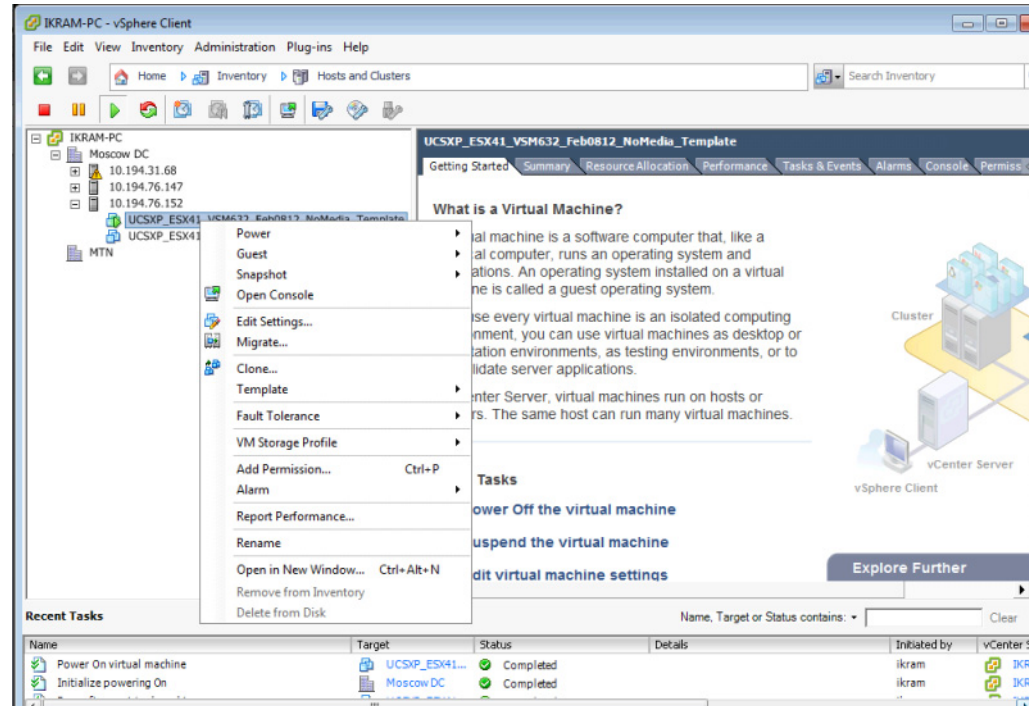 IKRAM-PC - vSphere Client
File Edit View Inventory Administration Plug-ins Help
Home Inventory Hosts and Clusters
Search Inventory
IKRAM-PC
Moscow DC
10.194.31.68
10.194.76.147
10.194.76.152
UCSXP_ESX41_VSM632_Feb0812_NoMedia_Template
UCSXP_ESX41
MTN
Power
Guest
Snapshot
Open Console
Edit Settings...
Migrate...
Clone...
Template
Fault Tolerance
VM Storage Profile
Add Permission... Ctrl+P
Alarm
Report Performance...
Rename
Open in New Window... Ctrl+Alt+N
Remove from Inventory
Delete from Disk
UCSXP_ESX41_VSM632_Feb0812_NoMedia_Template
Getting Started Summary Resource Allocation Performance Tasks & Events Alarms Console Permiss
What is a Virtual Machine?
ual machine is a software computer that, like a
al computer, runs an operating system and
ations. An operating system installed on a virtual
ne is called a guest operating system.
use every virtual machine is an isolated computing
onment, you can use virtual machines as desktop or
tation environments, as testing environments, or to
lidate server applications.
enter Server, virtual machines run on hosts or
rs. The same host can run many virtual machines.
Tasks
ower Off the virtual machine
uspend the virtual machine
dit virtual machine settings
Cluster
vCenter Server
vSphere Client
Explore Further
Recent Tasks
Name, Target or Status contains: Clear
Name Target Status Details Initiated by vCenter S
Power On virtual machine UCSXP_ESX41... Completed ikram IKR
Initialize powering On Moscow DC Completed ikram IKR